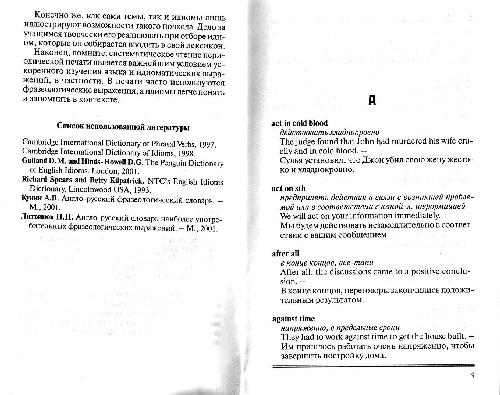 Конечно же, как сами темы, так и идиомы лишь
иллюстрируют возможности такого подхода. Дело за
учащимся творчески его реализовать при отборе идиом,
которые он собирается вводить в свой лексикон.
Наконец, помните, систематическое чтение периодической
печати является важнейшим условием ускоренного
изучения языка и идиоматических выражений,
в частности. В печати часто используются
фразеологические выражения, а идиомы легче понять
и запомнить в контексте.
Список использованной литературы
Cambridge International Dictionary of Phrasal Verbs, 1997.
Cambridge International Dictionary of Idioms, 1998.
Gulland D. M. and Hinds-Howell D.G. The Penguin Dictionary
of English Idioms, London, 2001.
Richard Spears and Betty Kilpatrick, NTC's English Idioms
Dictionary, Lincolnwood USA, 1993.
Кунин А.В. Англо-русский фразеологический словарь. –
М., 2001.
Литвинов П.П. Англо-русский словарь наиболее употребительных
фразеологических выражений. – М., 2001.
А
act in cold blood
действовать хладнокровно
The judge found that John had murdered his wife cruelly
and in cold blood. –
Судья установил, что Джон убил свою жену жестоко
и хладнокровно.
act on sth
предпринять действия в связи с возникшей проблемой
или в соответствии с какой-л. информацией
We will act on your information immediately.
Мы будем действовать незамедлительно в соответствии
с вашим сообщением
after all
в конце концов, все-таки
After all, the discussions came to a positive conclusion.
–
В конце концов, переговоры закончились положительным
результатом.
against time
напряженно, в предельные сроки
They had to work against time to get the house built. –
Им пришлось работать очень напряженно, чтобы
завершить постройку дома.